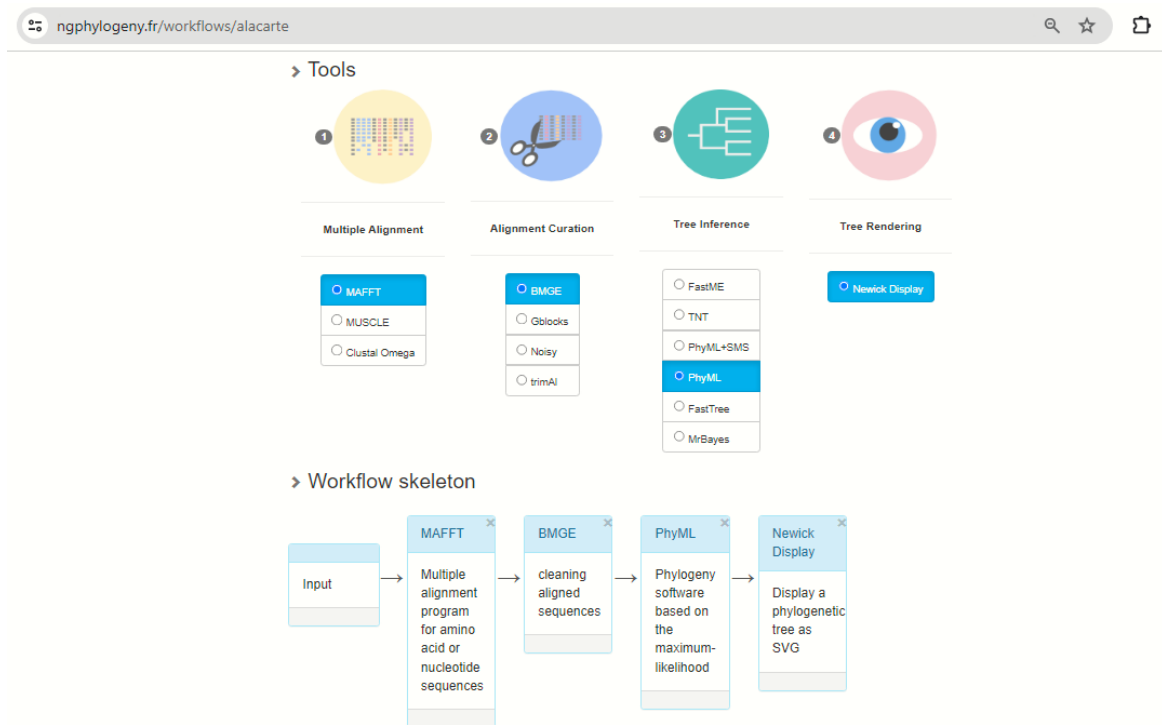 ngphylogeny.fr/workflows/alacarte
Tools
1
2
3
4
Multiple Alignment
Alignment Curation
Tree Inference
Tree Rendering
MAFFT
MUSCLE
Clustal Omega
BMGE
Gblocks
Noisy
trimAl
FastME
TNT
PhyML+SMS
PhyML
FastTree
MrBayes
Newick Display
Workflow skeleton
Input
MAFFT
Multiple
alignment
program
for amino
acid or
nucleotide
sequences
BMGE
cleaning
aligned
sequences
PhyML
Phylogeny
software
based on
the
maximum-
likelihood
Newick
Display
Display a
phylogenetic
tree as
SVG